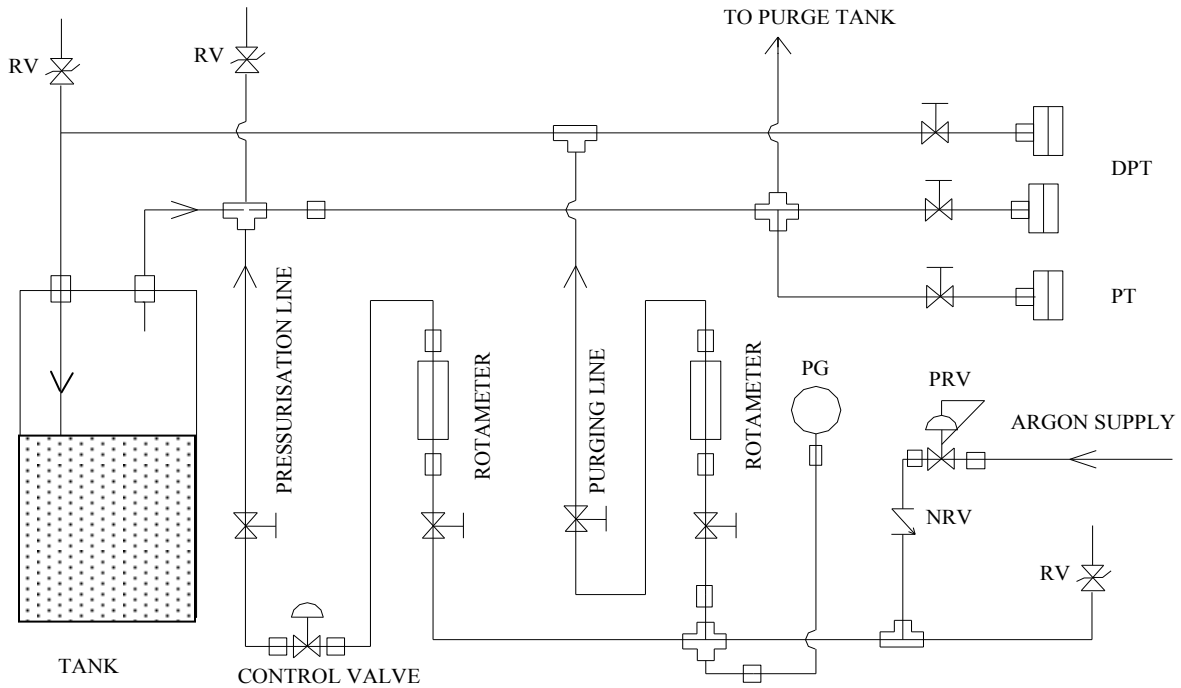 TO PURGE TANK
RV
RV
DPT
PT
PRESSURISATION LINE
ROTAMETER
PURGING LINE
ROTAMETER
PG
PRV
ARGON SUPPLY
NRV
RV
TANK
CONTROL VALVE